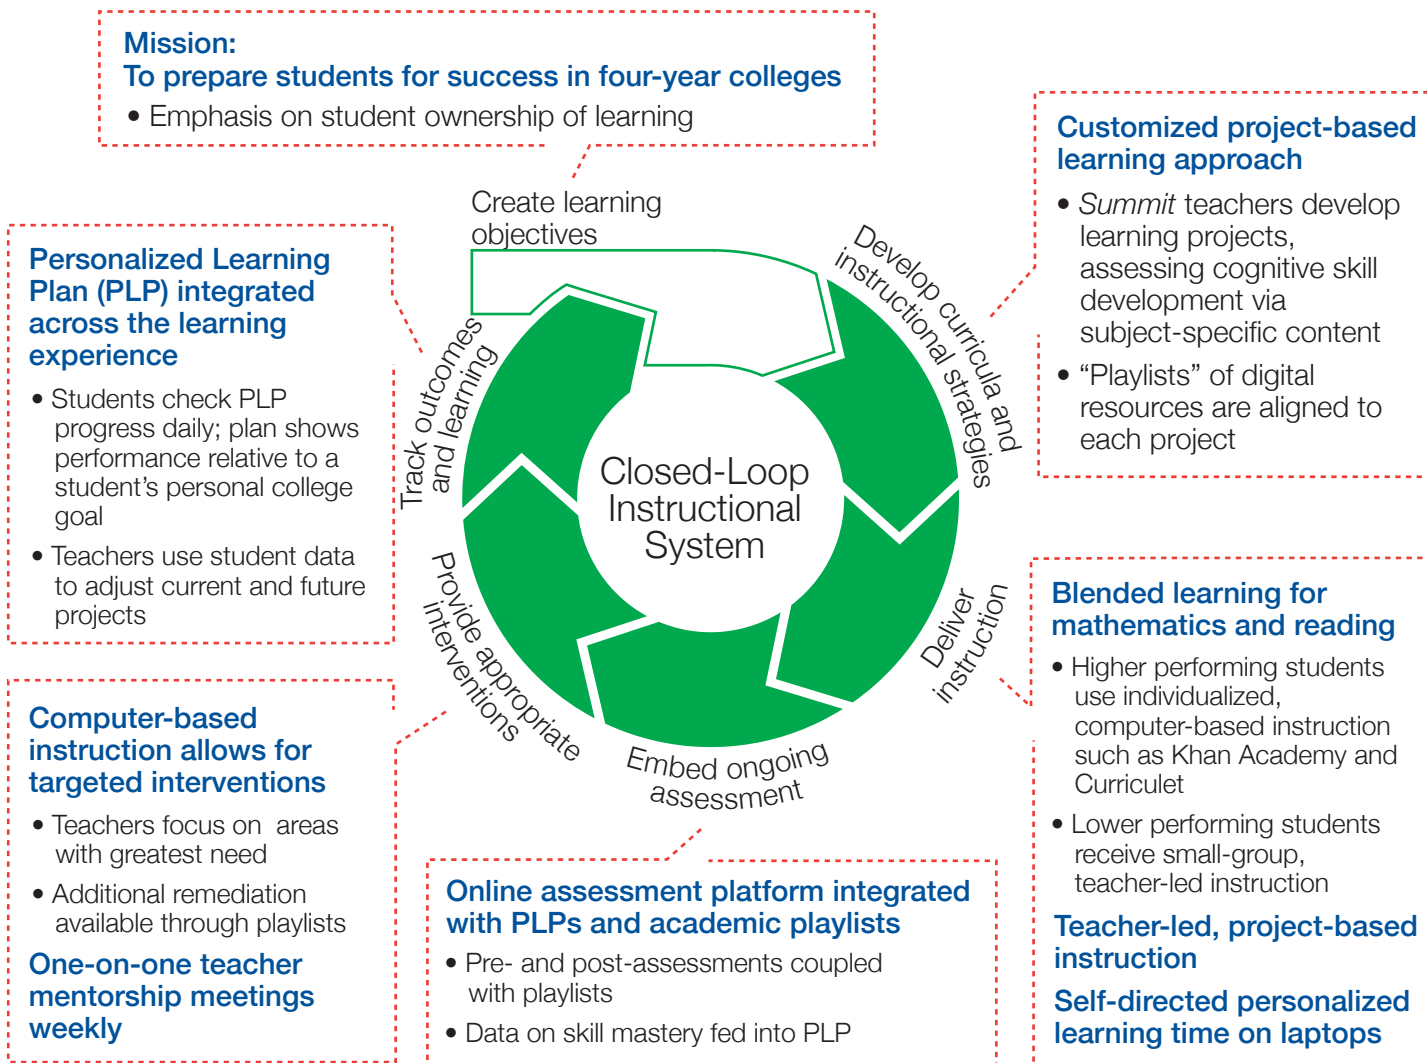 Mission:
To prepare students for success in four-year colleges
• Emphasis on student ownership of learning
Create learning
objectives
Customized project-based
learning approach
• Summit teachers develop
learning projects,
assessing cognitive skill
development via
subject-specific content
• “Playlists” of digital
resources are aligned to
each project
Develop curricula and
instructional strategies
Personalized Learning
Plan (PLP) integrated
across the learning
experience
• Students check PLP
progress daily; plan shows
performance relative to a
student’s personal college
goal
• Teachers use student data
to adjust current and future
projects
Track outcomes
and learning
Closed-Loop
Instructional
System
Deliver
instruction
Blended learning for
mathematics and reading
• Higher performing students
use individualized,
computer-based instruction
such as Khan Academy and
Curriculet
• Lower performing students
receive small-group,
teacher-led instruction
Teacher-led, project-based
instruction
Self-directed personalized
learning time on laptops
Provide appropriate
interventions
Computer-based
instruction allows for
targeted interventions
• Teachers focus on areas
with greatest need
• Additional remediation
available through playlists
One-on-one teacher
mentorship meetings
weekly
Embed ongoing
assessment
Online assessment platform integrated
with PLPs and academic playlists
• Pre- and post-assessments coupled
with playlists
• Data on skill mastery fed into PLP